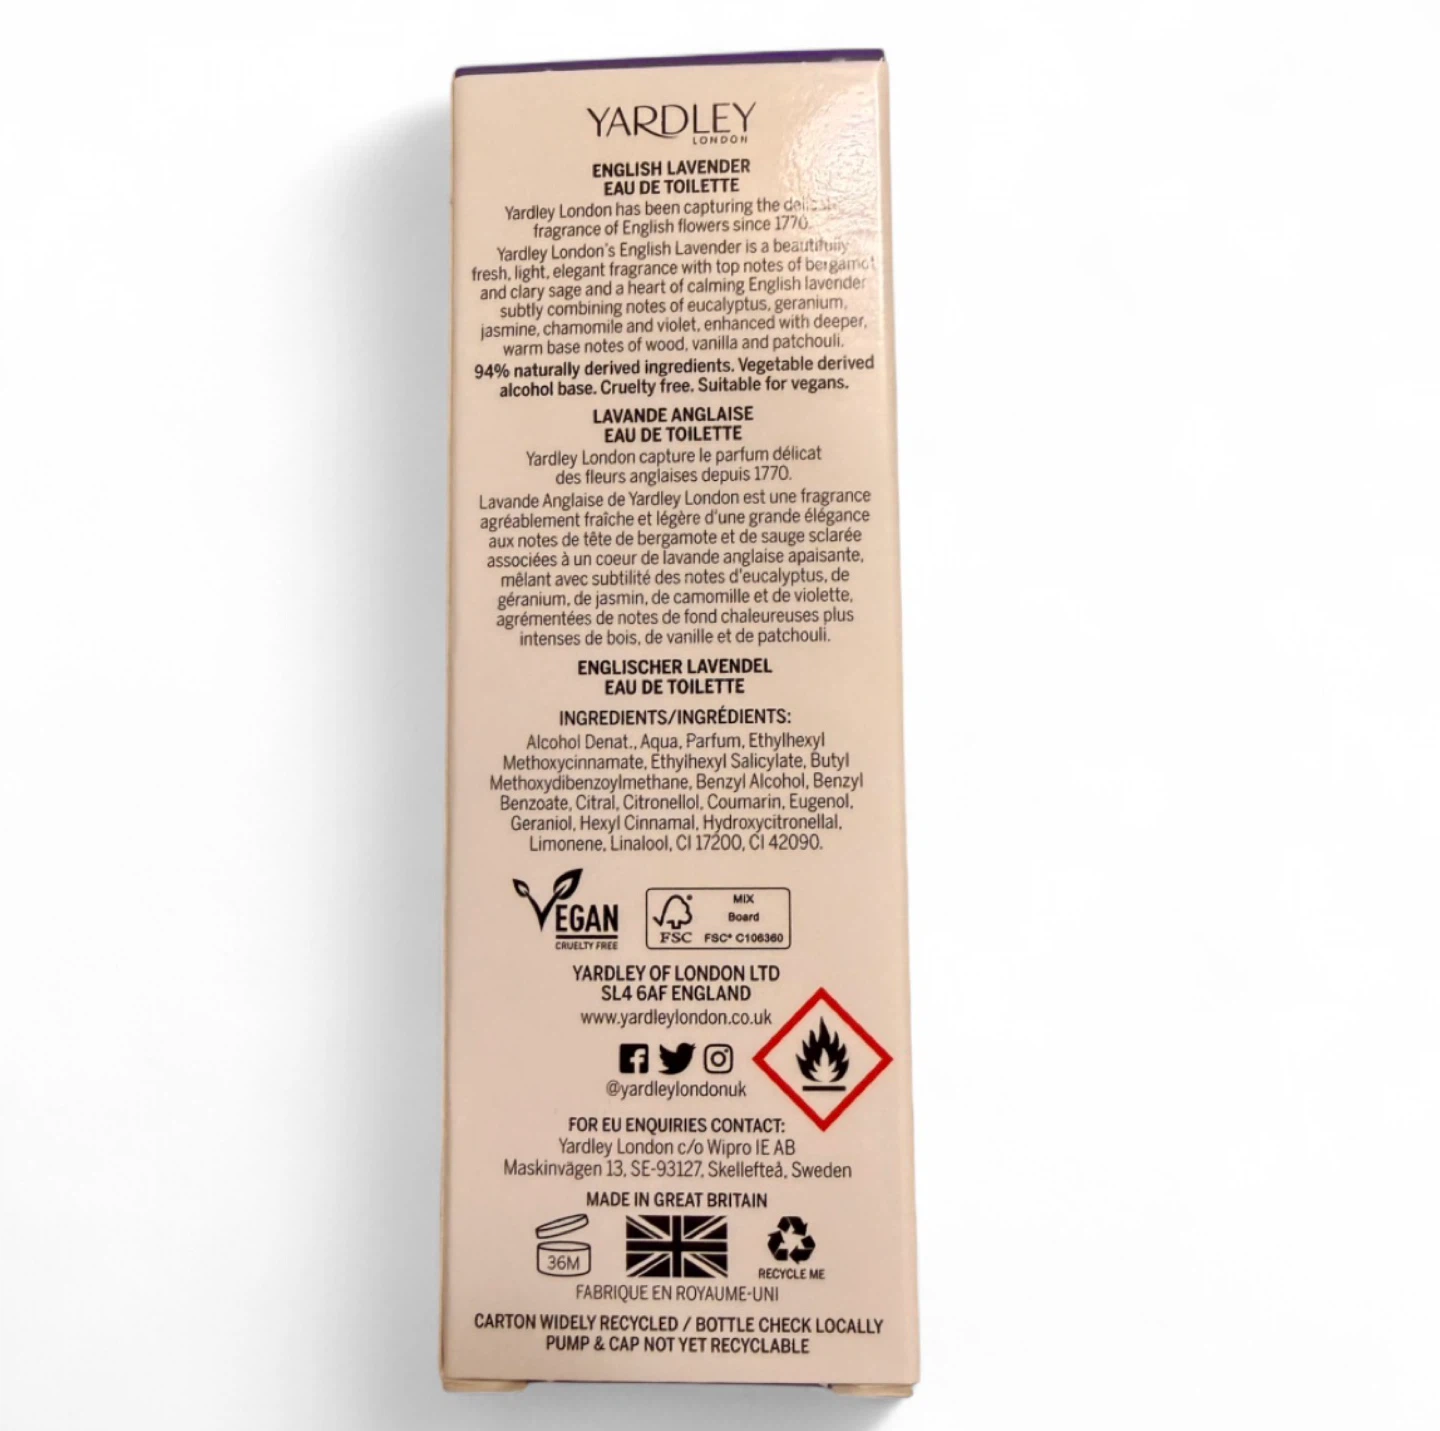 YARDLEY
LONDON
ENGLISH LAVENDER
EAU DE TOILETTE
Yardley London has been capturing the delicate
fragrance of English flowers since 1770.
Yardley London's English Lavender is a beautifully
fresh, light, elegant fragrance with top notes of bergamot
and clary sage and a heart of calming English lavender
subtly combining notes of eucalyptus, geranium,
jasmine, chamomile and violet, enhanced with deeper,
warm base notes of wood, vanilla and patchouli.
94% naturally derived ingredients. Vegetable derived
alcohol base. Cruelty free. Suitable for vegans.
LAVANDE ANGLAISE
EAU DE TOILETTE
Yardley London capture le parfum délicat
des fleurs anglaises depuis 1770.
Lavande Anglaise de Yardley London est une fragrance
agréablement fraîche et légère d'une grande élégance
aux notes de tête de bergamote et de sauge sclarée
associées à un coeur de lavande anglaise apaisante,
mêlant avec subtilité des notes d'eucalyptus, de
géranium, de jasmin, de camomille et de violette,
agrémentées de notes de fond chaleureuses plus
intenses de bois, de vanille et de patchouli.
ENGLISCHER LAVENDEL
EAU DE TOILETTE
INGREDIENTS/INGRÉDIENTS:
Alcohol Denat., Aqua, Parfum, Ethylhexyl
Methoxycinnamate, Ethylhexyl Salicylate, Butyl
Methoxydibenzoylmethane, Benzyl Alcohol, Benzyl
Benzoate, Citral, Citronellol, Coumarin, Eugenol,
Geraniol, Hexyl Cinnamal, Hydroxycitronellal,
Limonene, Linalool, CI 17200, CI 42090.
VEGAN
CRUELTY FREE
FSC
MIX
Board
FSC® C106360
YARDLEY OF LONDON LTD
SL4 6AF ENGLAND
www.yardleylondon.co.uk
@yardleylondonuk
FOR EU ENQUIRIES CONTACT:
Yardley London c/o Wipro IE AB
Maskinvägen 13, SE-93127, Skellefteå, Sweden
MADE IN GREAT BRITAIN
36M
RECYCLE ME
FABRIQUE EN ROYAUME-UNI
CARTON WIDELY RECYCLED / BOTTLE CHECK LOCALLY
PUMP & CAP NOT YET RECYCLABLE